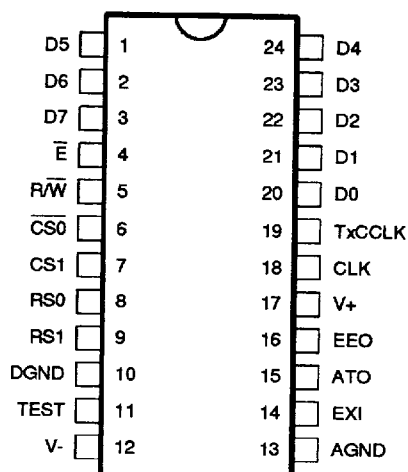 D5 1 24 D4
D6 2 23 D3
D7 3 22 D2
E̅ 4 21 D1
R/W̅ 5 20 D0
C̅S̅0̅ 6 19 TxCCLK
CS1 7 18 CLK
RS0 8 17 V+
RS1 9 16 EEO
DGND 10 15 ATO
TEST 11 14 EXI
V- 12 13 AGND